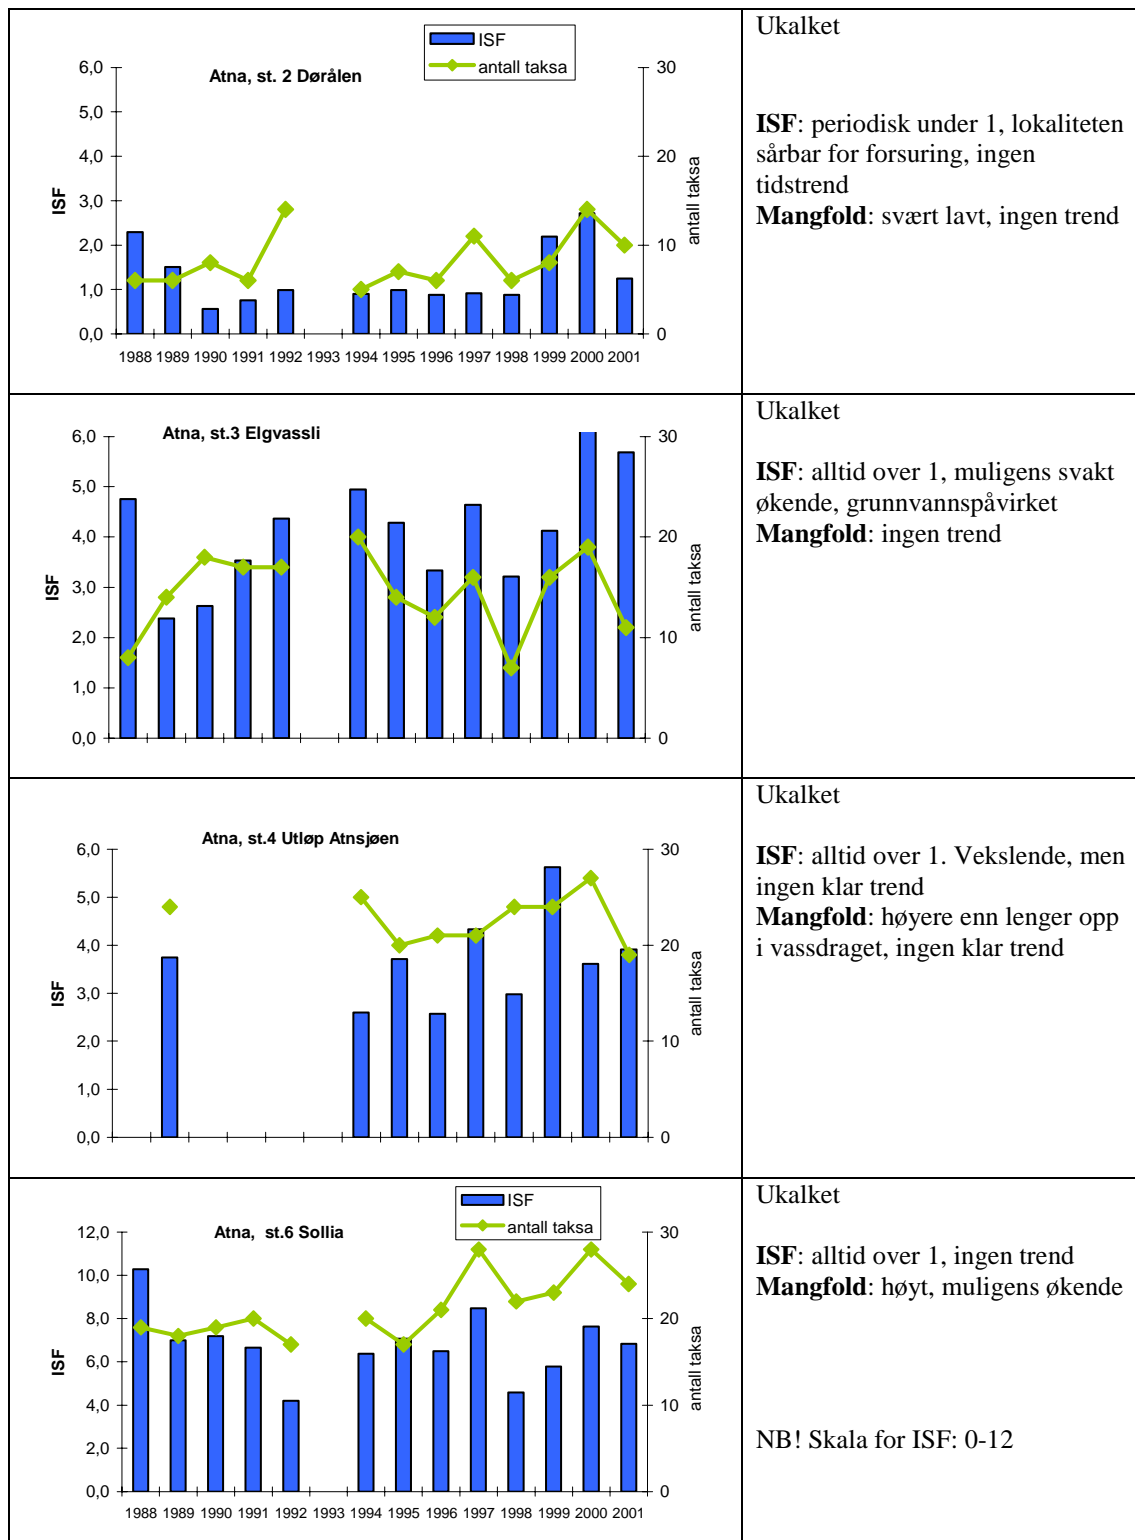 ISF
antall taksa
Atna, st. 2 Dørålen
6,0
5,0
4,0
3,0
2,0
1,0
0,0
ISF
30
20
10
0
antall taksa
1988 1989 1990 1991 1992 1993 1994 1995 1996 1997 1998 1999 2000 2001
Ukalket
ISF: periodisk under 1, lokaliteten
sårbar for forsuring, ingen
tidstrend
Mangfold: svært lavt, ingen trend
Atna, st.3 Elgvassli
6,0
5,0
4,0
3,0
2,0
1,0
0,0
ISF
30
20
10
0
antall taksa
Ukalket
ISF: alltid over 1, muligens svakt
økende, grunnvannspåvirket
Mangfold: ingen trend
Atna, st.4 Utløp Atnsjøen
6,0
5,0
4,0
3,0
2,0
1,0
0,0
ISF
30
20
10
0
antall taksa
Ukalket
ISF: alltid over 1. Vekslende, men
ingen klar trend
Mangfold: høyere enn lenger opp
i vassdraget, ingen klar trend
ISF
antall taksa
Atna, st.6 Sollia
12,0
10,0
8,0
6,0
4,0
2,0
0,0
ISF
30
20
10
0
antall taksa
1988 1989 1990 1991 1992 1993 1994 1995 1996 1997 1998 1999 2000 2001
Ukalket
ISF: alltid over 1, ingen trend
Mangfold: høyt, muligens økende
NB! Skala for ISF: 0-12